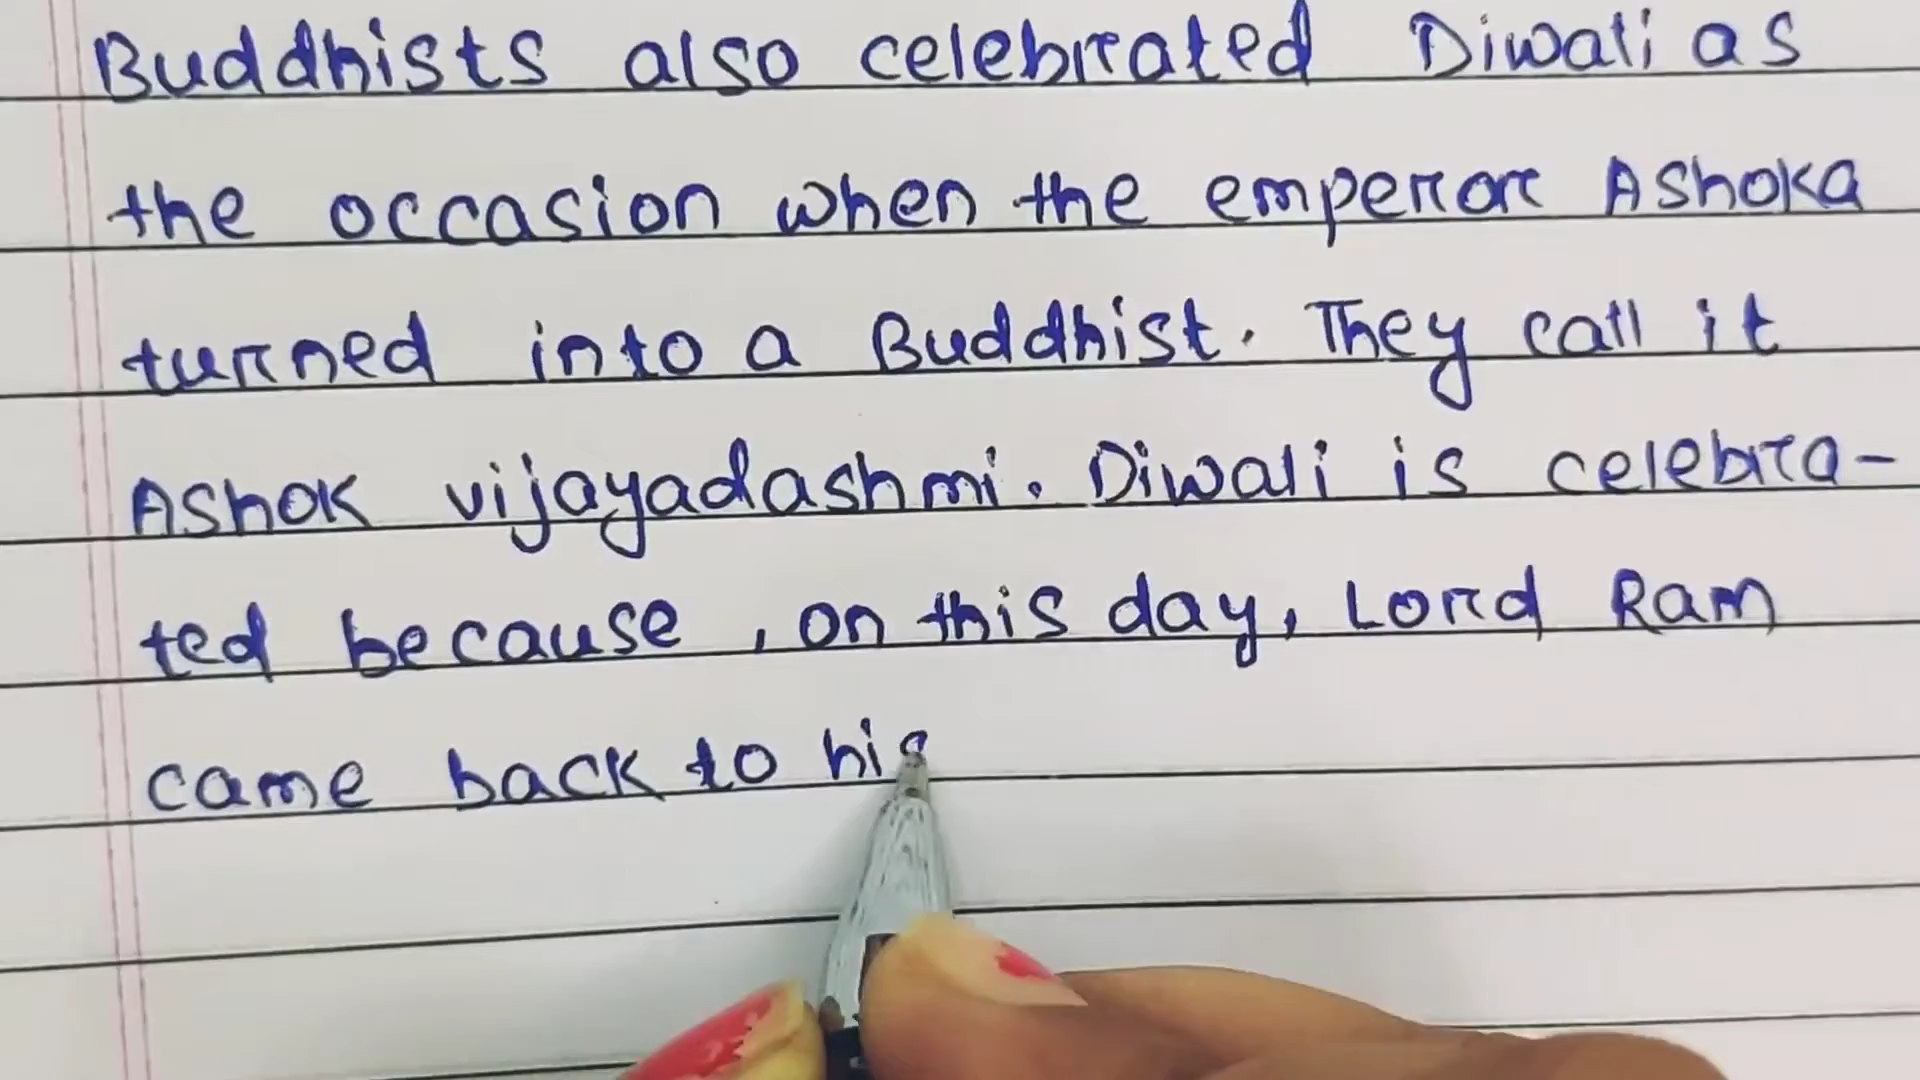 Buddhists also celebrated Diwali as
the occasion when the emperor Ashoka
turned into a Buddhist. They call it
Ashok vijayadashmi. Diwali is celebra-
ted because, on this day, Lord Ram
came back to his